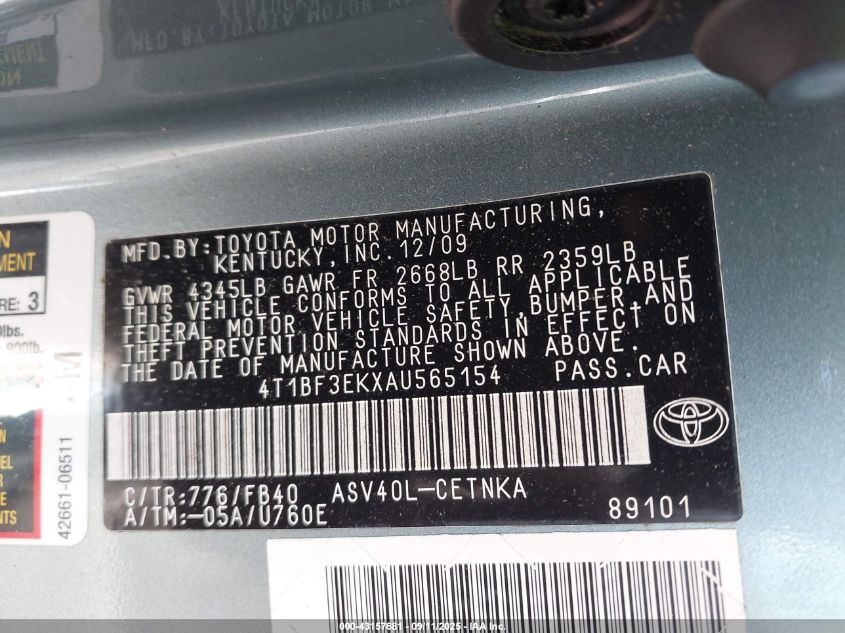 MFD.BY:TOYOTA MOTOR MANUFACTURING,
KENTUCKY,INC. 12/09
GVWR 4345LB GAWR FR 2668LB RR 2359LB
THIS VEHICLE CONFORMS TO ALL APPLICABLE
FEDERAL MOTOR VEHICLE SAFETY,BUMPER,AND
THEFT PREVENTION STANDARDS IN EFFECT ON
THE DATE OF MANUFACTURE SHOWN ABOVE.
4T1BF3EKXAU565154 PASS.CAR
C/TR:776/FB40 ASV40L-CETNKA
A/TM:-05A/U760E 89101
RE: 3
lbs.
42661-06511
000-43157681 - 09/11/2025 - IAA Inc.